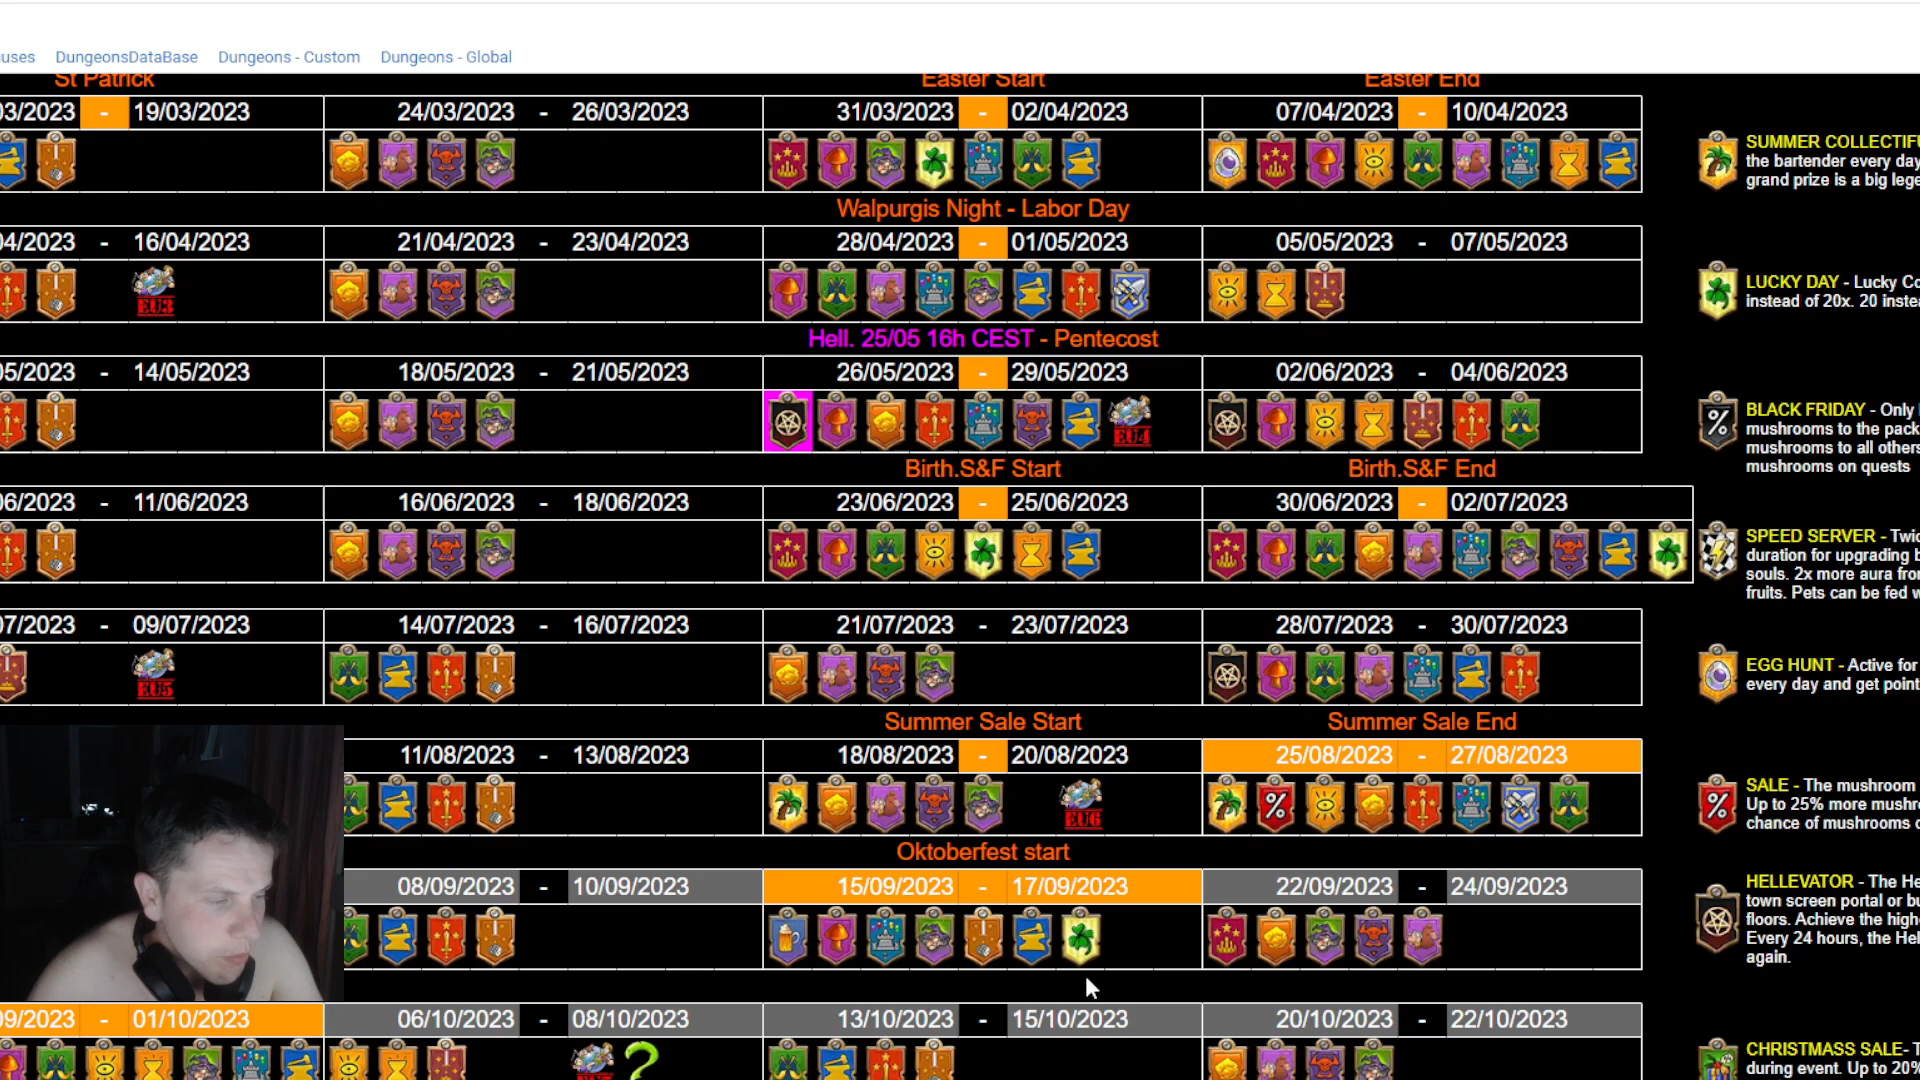 uses DungeonsDataBase Dungeons - Custom Dungeons - Global
St Patrick Easter Start Easter End
03/2023 - 19/03/2023 24/03/2023 - 26/03/2023 31/03/2023 - 02/04/2023 07/04/2023 - 10/04/2023
SUMMER COLLECTIFU
the bartender every day
grand prize is a big lege
Walpurgis Night - Labor Day
04/2023 - 16/04/2023 21/04/2023 - 23/04/2023 28/04/2023 - 01/05/2023 05/05/2023 - 07/05/2023
EU3
LUCKY DAY - Lucky Co
instead of 20x. 20 inste
Hell. 25/05 16h CEST - Pentecost
05/2023 - 14/05/2023 18/05/2023 - 21/05/2023 26/05/2023 - 29/05/2023 02/06/2023 - 04/06/2023
EU4
BLACK FRIDAY - Only
mushrooms to the pack
mushrooms to all others
mushrooms on quests
Birth.S&F Start Birth.S&F End
06/2023 - 11/06/2023 16/06/2023 - 18/06/2023 23/06/2023 - 25/06/2023 30/06/2023 - 02/07/2023
SPEED SERVER - Twic
duration for upgrading b
souls. 2x more aura fro
fruits. Pets can be fed w
07/2023 - 09/07/2023 14/07/2023 - 16/07/2023 21/07/2023 - 23/07/2023 28/07/2023 - 30/07/2023
EU5
EGG HUNT - Active for
every day and get point
Summer Sale Start Summer Sale End
11/08/2023 - 13/08/2023 18/08/2023 - 20/08/2023 25/08/2023 - 27/08/2023
% EU6
SALE - The mushroom
Up to 25% more mushr
chance of mushrooms o
Oktoberfest start
08/09/2023 - 10/09/2023 15/09/2023 - 17/09/2023 22/09/2023 - 24/09/2023
HELLEVATOR - The He
town screen portal or bu
floors. Achieve the high
Every 24 hours, the Hel
again.
09/2023 - 01/10/2023 06/10/2023 - 08/10/2023 13/10/2023 - 15/10/2023 20/10/2023 - 22/10/2023
?
CHRISTMASS SALE- T
during event. Up to 20%